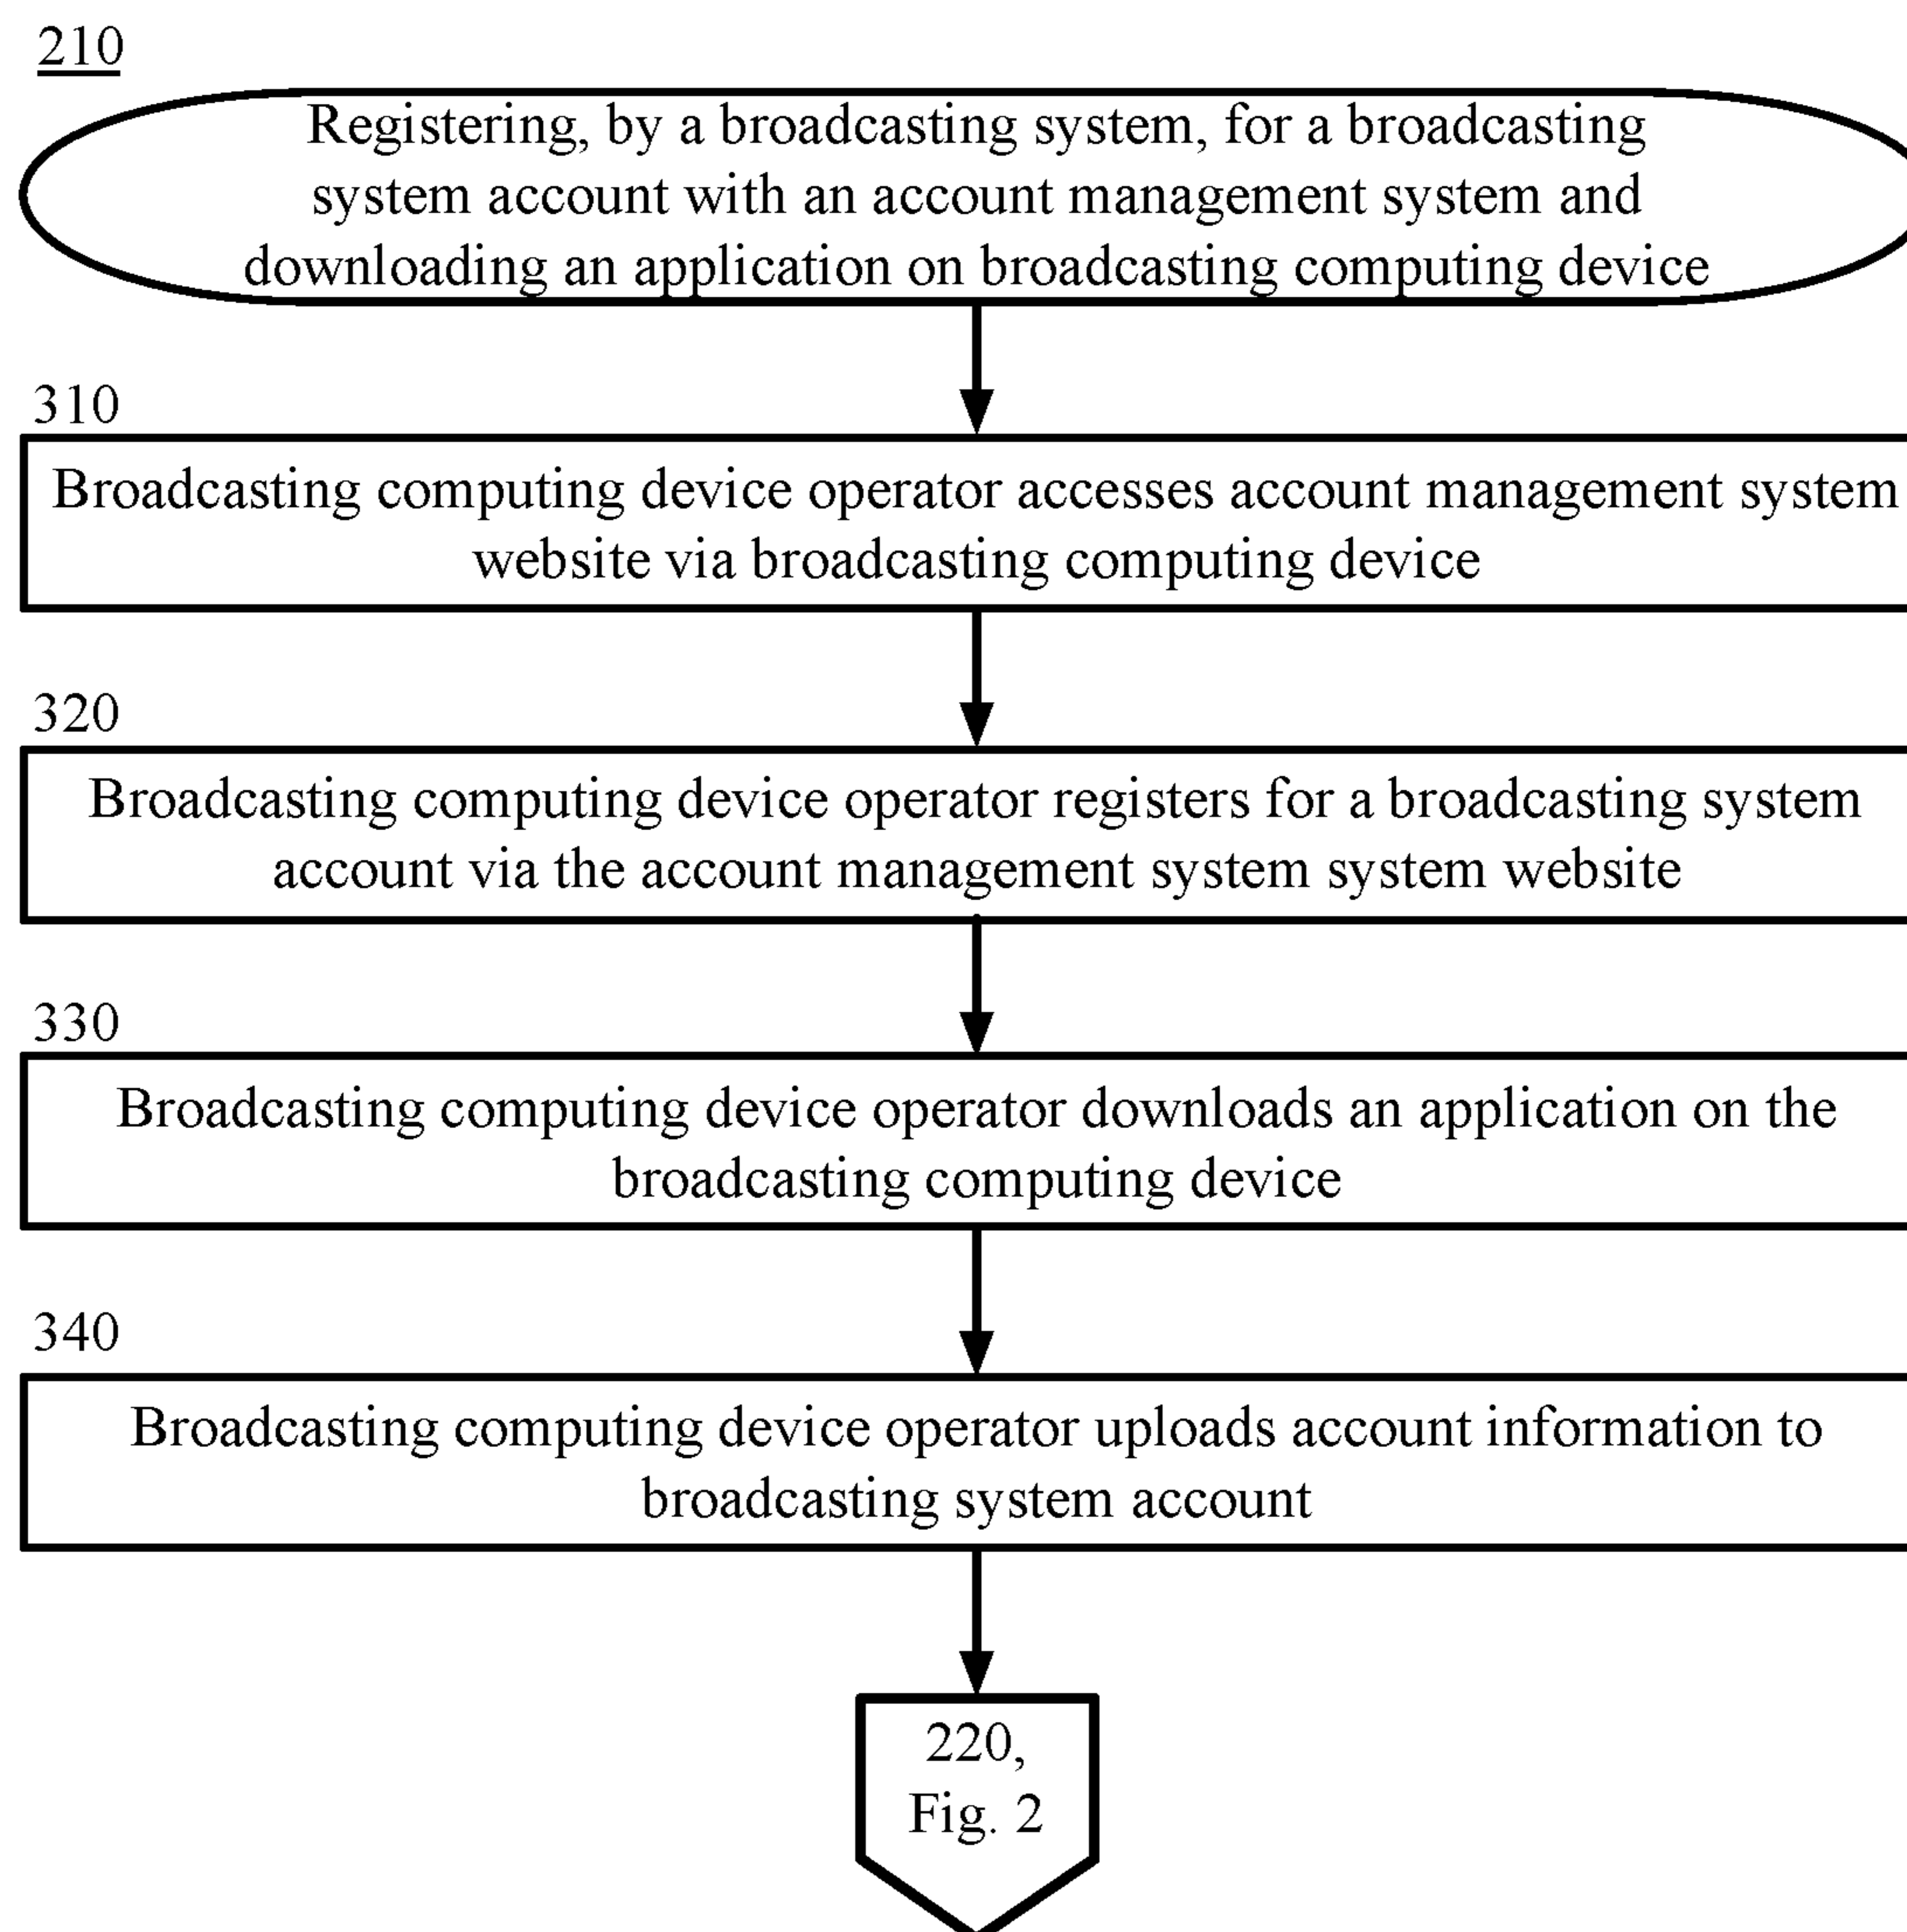 210
Registering, by a broadcasting system, for a broadcasting
system account with an account management system and
downloading an application on broadcasting computing device
310
Broadcasting computing device operator accesses account management system
website via broadcasting computing device
320
Broadcasting computing device operator registers for a broadcasting system
account via the account management system system website
330
Broadcasting computing device operator downloads an application on the
broadcasting computing device
340
Broadcasting computing device operator uploads account information to
broadcasting system account
220,
Fig. 2